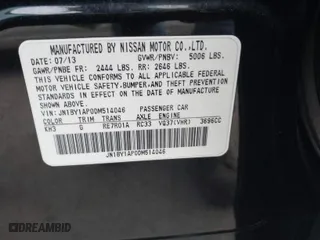 MANUFACTURED BY NISSAN MOTOR CO.,LTD.
DATE: 07/13 GVWR/PNBV: 5006 LBS.
GAWR/PNBE FR: 2444 LBS. RR: 2646 LBS.
THIS VEHICLE CONFORMS TO ALL APPLICABLE FEDERAL
MOTOR VEHICLE SAFETY,BUMPER,AND THEFT PREVENTION
STANDARDS IN EFFECT ON THE DATE OF MANUFACTURE
SHOWN ABOVE.
VIN: JN1BY1AP0DM514046 PASSENGER CAR
COLOR TRIM TRANS AXLE ENGINE
KH3 G RE7R01A RC33 VQ37(VHR) 3696CC
JN1BY1AP0DM514046